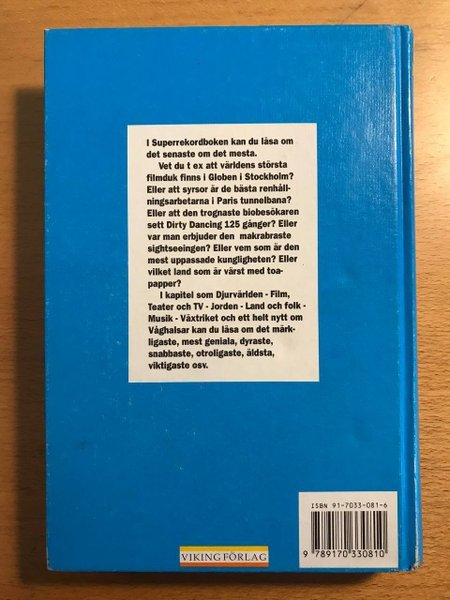 I Superrekordboken kan du läsa om
det senaste om det mesta.
Vet du t ex att världens största
filmduk finns i Globen i Stockholm?
Eller att syrsor är de bästa renhåll-
ningsarbetarna i Paris tunnelbana?
Eller att den trognaste biobesökaren
sett Dirty Dancing 125 gånger? Eller
var man erbjuder den makrabraste
sightseeingen? Eller vem som är den
mest uppassade kungligheten? Eller
vilket land som är värst med toa-
papper?
I kapitel som Djurvärlden - Film,
Teater och TV - Jorden - Land och folk -
Musik - Växtriket och ett helt nytt om
Våghalsar kan du läsa om det märk-
ligaste, mest geniala, dyraste,
snabbaste, otroligaste, äldsta,
viktigaste osv.
ISBN 91-7033-081-6
9 789170 330810
VIKING FÖRLAG